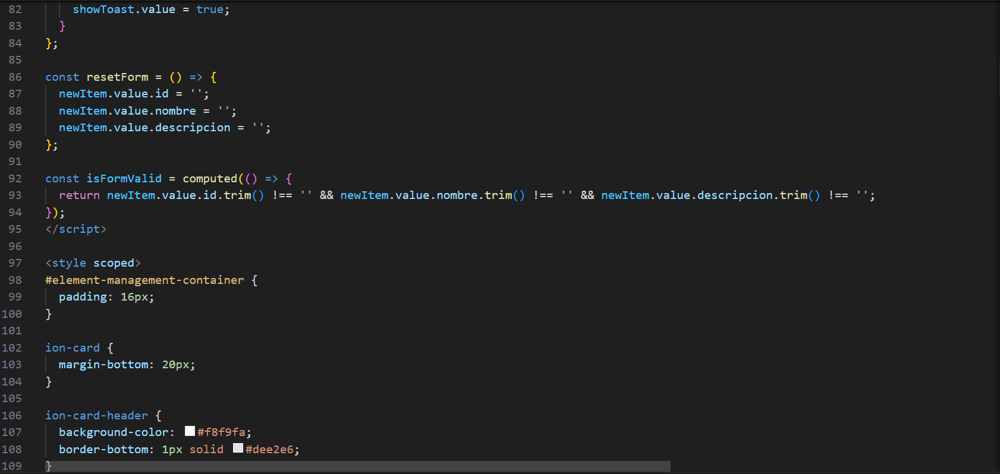 82 showToast.value = true;
83 }
84 };
85
86 const resetForm = () => {
87 newItem.value.id = '';
88 newItem.value.nombre = '';
89 newItem.value.descripcion = '';
90 };
91
92 const isFormValid = computed(() => {
93 return newItem.value.id.trim() !== '' && newItem.value.nombre.trim() !== '' && newItem.value.descripcion.trim() !== '';
94 });
95 </script>
96
97 <style scoped>
98 #element-management-container {
99 padding: 16px;
100 }
101
102 ion-card {
103 margin-bottom: 20px;
104 }
105
106 ion-card-header {
107 background-color: #f8f9fa;
108 border-bottom: 1px solid #dee2e6;
109 }